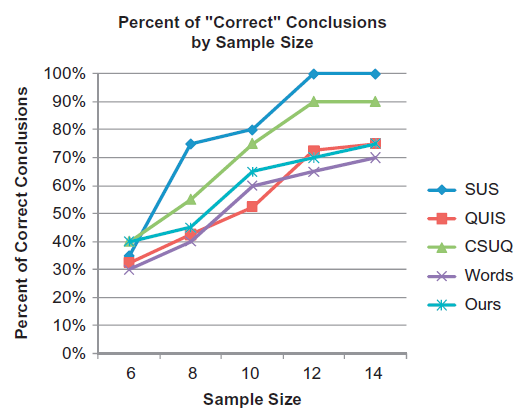 Percent of "Correct" Conclusions
by Sample Size
Percent of Correct Conclusions
100%
90%
80%
70%
60%
50%
40%
30%
20%
10%
0%
6 8 10 12 14
Sample Size
SUS
QUIS
CSUQ
Words
Ours